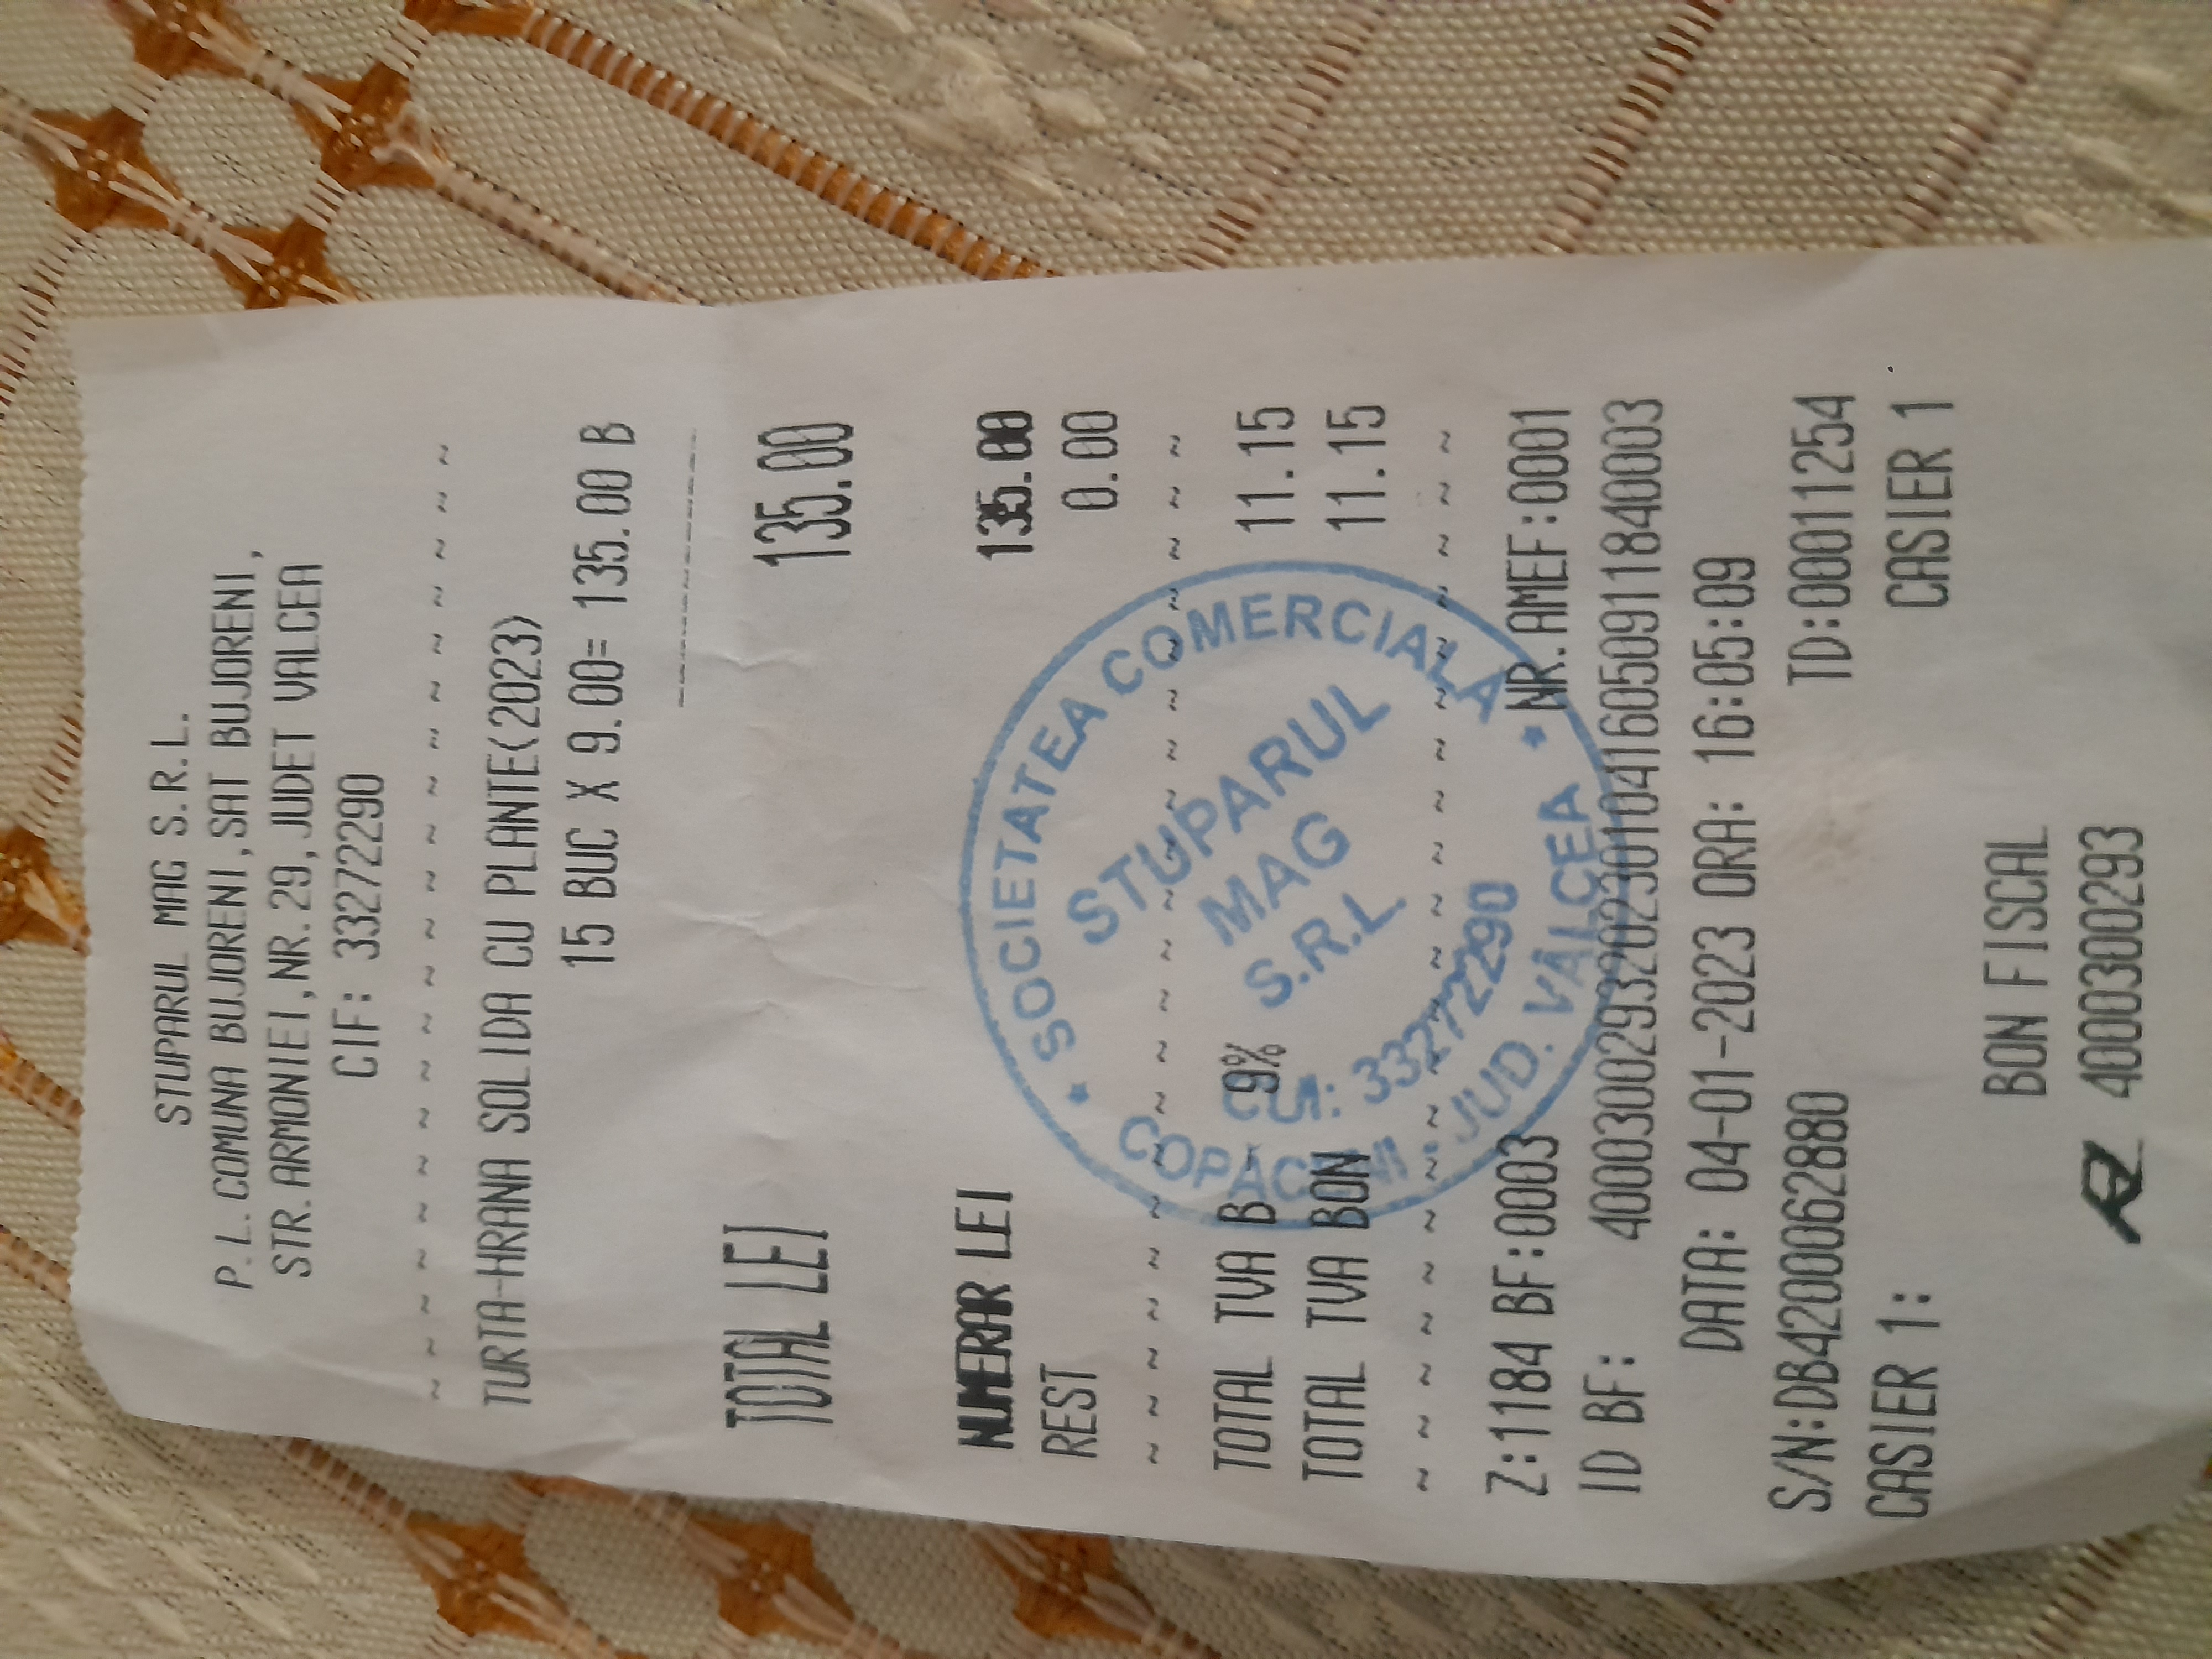 STUPARUL MAG S.R.L.
P.L.COMUNA BUJORENI,SAT BUJORENI,
STR.ARMONIEI,NR.29,JUDET VALCEA
CIF: 33272290
~ ~ ~ ~ ~ ~ ~ ~ ~ ~ ~ ~ ~ ~ ~ ~ ~ ~ ~ ~ ~
TURTA-HRANA SOLIDA CU PLANTE(2023)
15 BUC X 9.00= 135.00 B
TOTAL LEI 135.00
NUMERAR LEI 135.00
REST 0.00
~ ~ ~ ~ ~ ~ ~ ~ ~ ~ ~ ~ ~ ~ ~ ~ ~ ~ ~ ~ ~
TOTAL TVA B 9% 11.15
TOTAL TVA BON 11.15
~ ~ ~ ~ ~ ~ ~ ~ ~ ~ ~ ~ ~ ~ ~ ~ ~ ~ ~ ~ ~
Z:1184 BF:0003 NR.AMEF:0001
ID BF: 40003002932023010416050911840003
DATA: 04-01-2023 ORA: 16:05:09
S/N:DB4200062880 TD:00011254
CASIER 1: CASIER 1
BON FISCAL
4000300293
* SOCIETATEA COMERCIALĂ *
STUPARUL
MAG
S.R.L.
CUI: 33272290
COPĂCENI - JUD. VÂLCEA